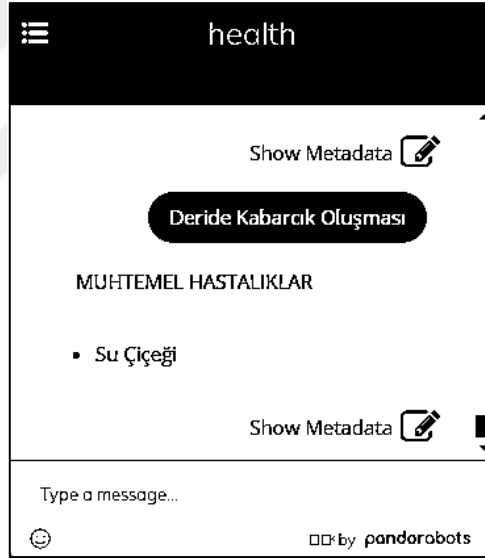 health
Show Metadata
Deride Kabarcık Oluşması
MUHTEMEL HASTALIKLAR
• Su Çiçeği
Show Metadata
Type a message...
by pandorabots